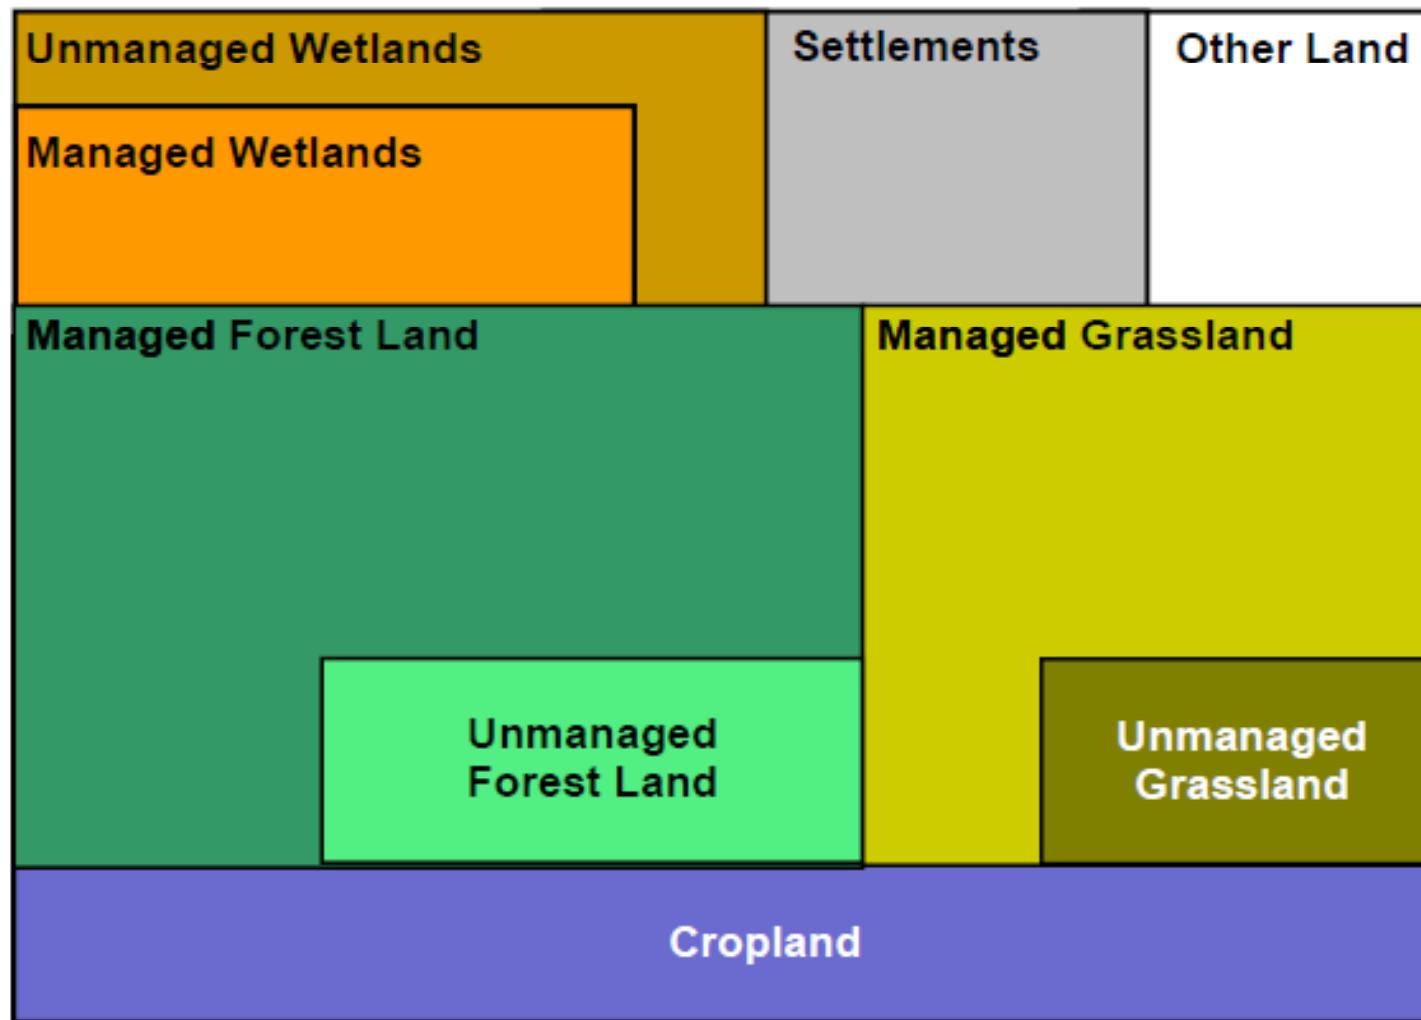 Unmanaged Wetlands
Settlements
Other Land
Managed Wetlands
Managed Forest Land
Managed Grassland
Unmanaged
Forest Land
Unmanaged
Grassland
Cropland